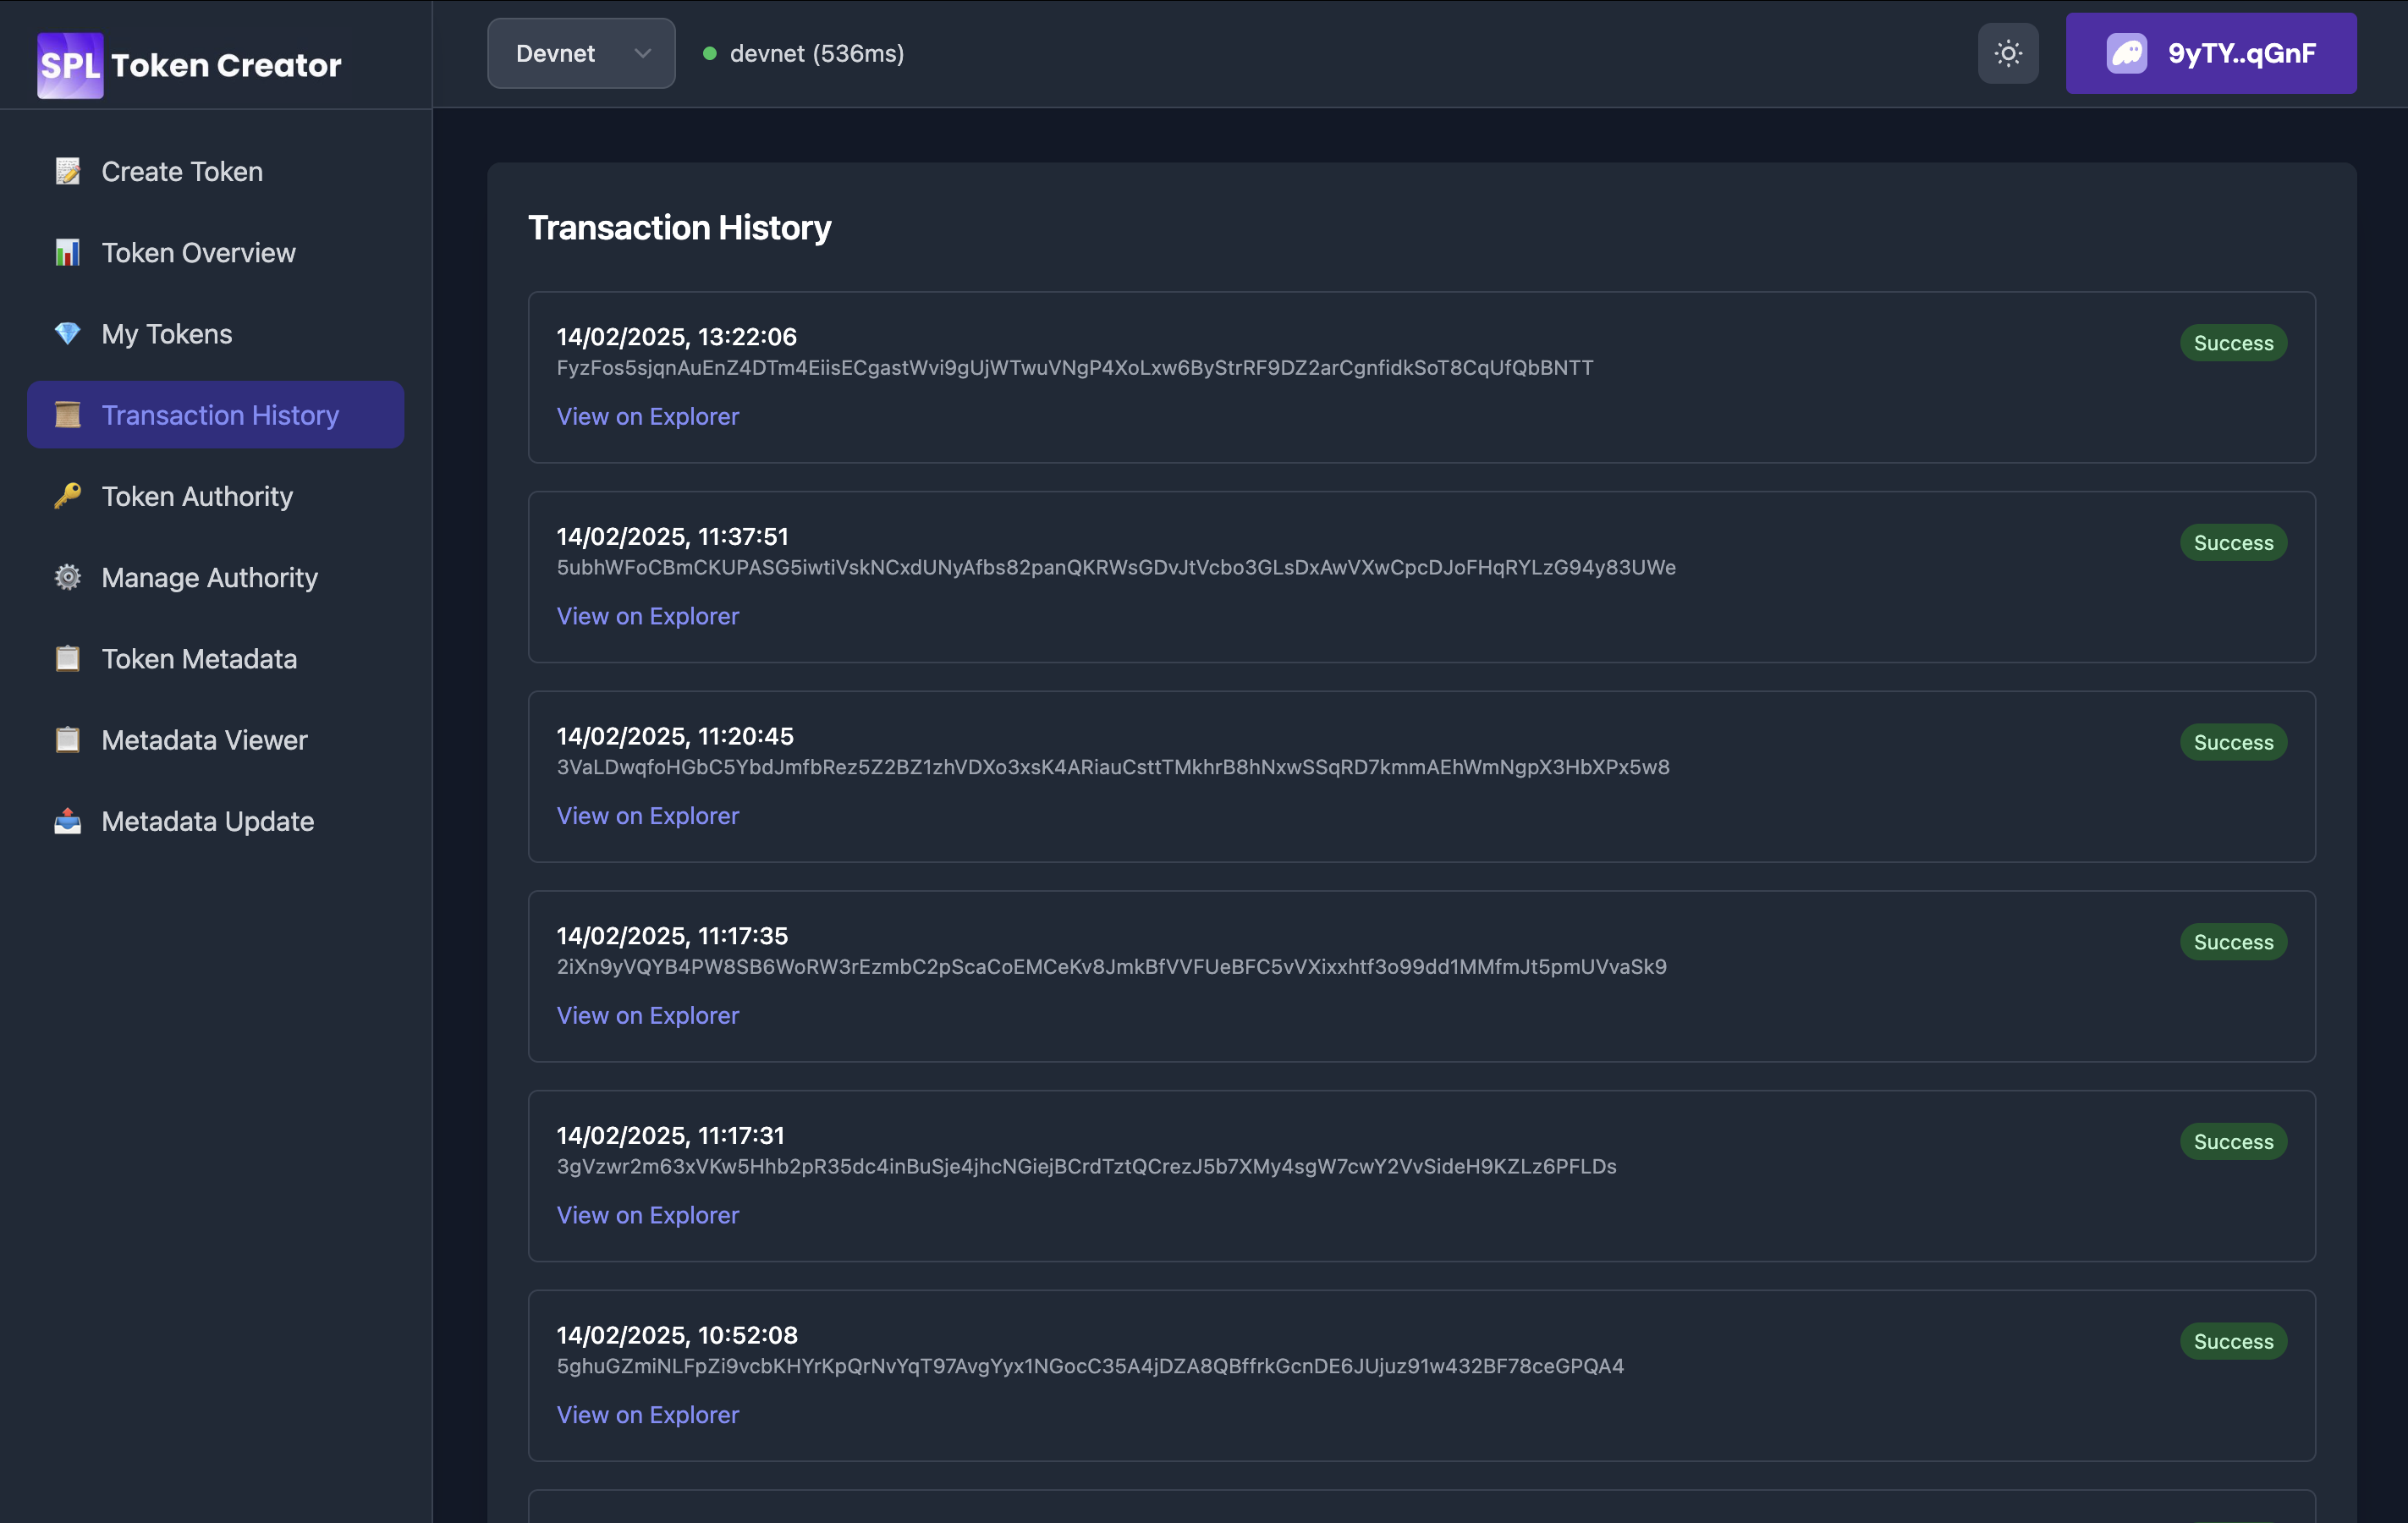 SPL Token Creator
Devnet
devnet (536ms)
9yTY..qGnF
Create Token
Token Overview
My Tokens
Transaction History
Token Authority
Manage Authority
Token Metadata
Metadata Viewer
Metadata Update
Transaction History
14/02/2025, 13:22:06
Success
FyzFos5sjqnAuEnZ4DTm4EiisECgastWvi9gUjWTwuVNgP4XoLxw6ByStrRF9DZ2arCgnfidkSoT8CqUfQbBNTT
View on Explorer
14/02/2025, 11:37:51
Success
5ubhWFoCBmCKUPASG5iwtiVskNCxdUNyAfbs82panQKRWsGDvJtVcbo3GLsDxAwVXwCpcDJoFHqRYLzG94y83UWe
View on Explorer
14/02/2025, 11:20:45
Success
3VaLDwqfoHGbC5YbdJmfbRez5Z2BZ1zhVDXo3xsK4ARiauCsttTMkhrB8hNxwSSqRD7kmmAEhWmNgpX3HbXPx5w8
View on Explorer
14/02/2025, 11:17:35
Success
2iXn9yVQYB4PW8SB6WoRW3rEzmbC2pScaCoEMCeKv8JmkBfVVFUeBFC5vVXixxhtf3o99dd1MMfmJt5pmUVvaSk9
View on Explorer
14/02/2025, 11:17:31
Success
3gVzwr2m63xVKw5Hhb2pR35dc4inBuSje4jhcNGiejBCrdTztQCrezJ5b7XMy4sgW7cwY2VvSideH9KZLz6PFLDs
View on Explorer
14/02/2025, 10:52:08
Success
5ghuGZmiNLFpZi9vcbKHYrKpQrNvYqT97AvgYyx1NGocC35A4jDZA8QBffrkGcnDE6JUjuz91w432BF78ceGPQA4
View on Explorer